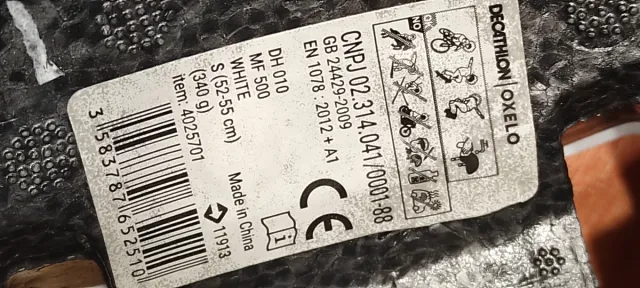 DECATHLON | OXELO
OK
NO
CNPJ 02.314.041/0001-88
GB 24429-2009
EN 1078 : 2012 + A1
CE
DH 010
MF 500
WHITE
S (52-55 cm)
(340 g)
item: 4025701
Made in China
11913
3 583787 652510